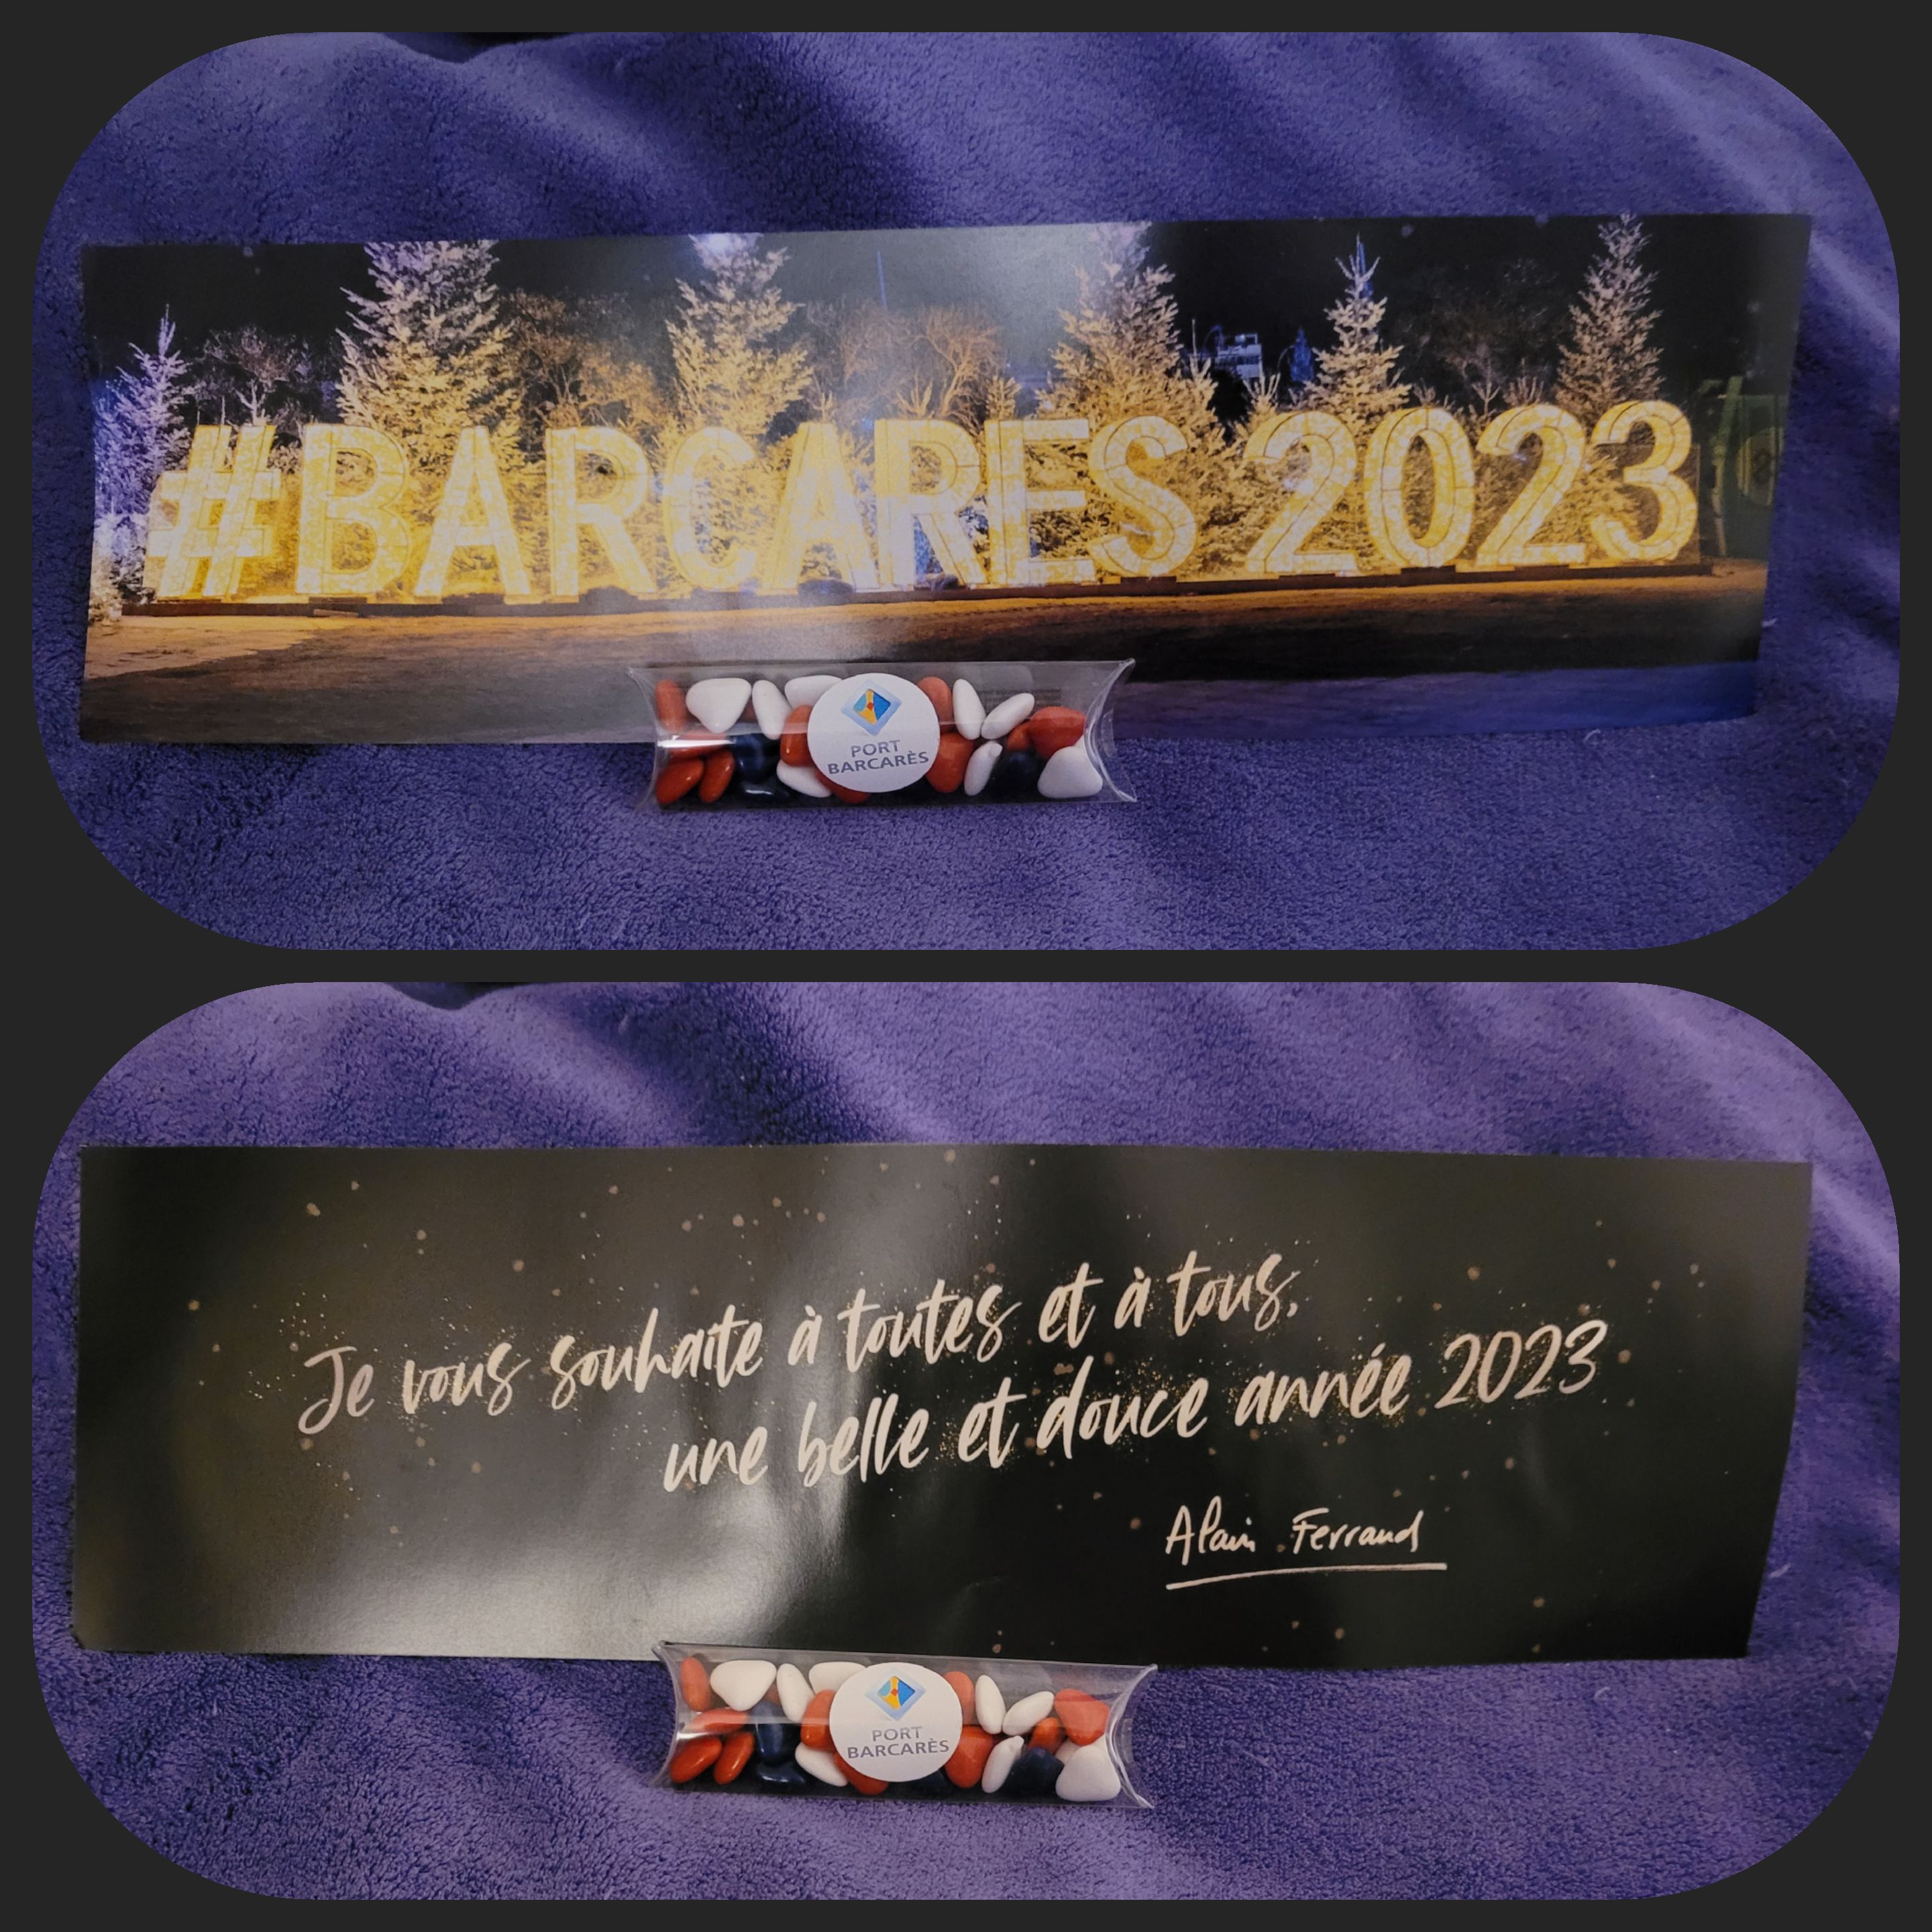 #BARCARES 2023
PORT
BARCARÈS
Je vous souhaite à toutes et à tous,
une belle et douce année 2023
Alain Ferrand
PORT
BARCARÈS